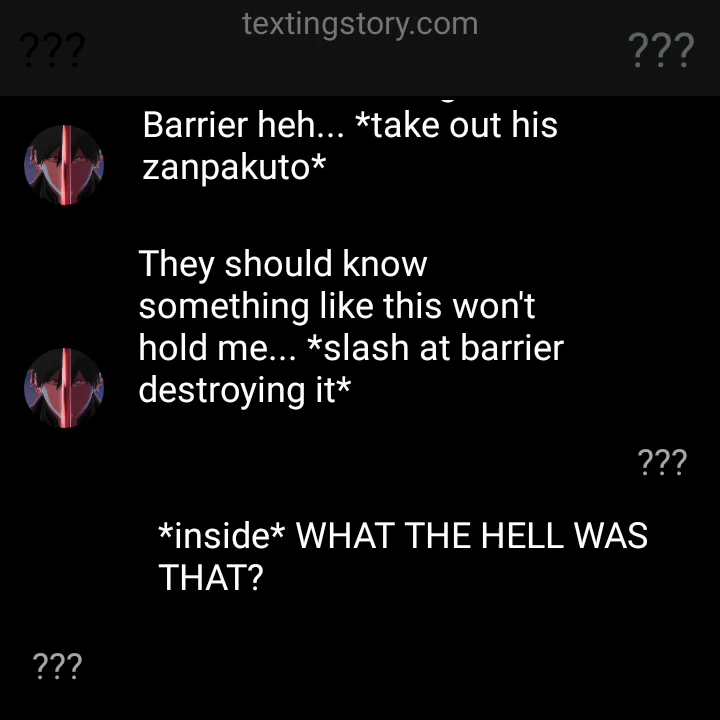 textingstory.com
???
???
Barrier heh... *take out his
zanpakuto*
They should know
something like this won't
hold me... *slash at barrier
destroying it*
???
*inside* WHAT THE HELL WAS
THAT?
???